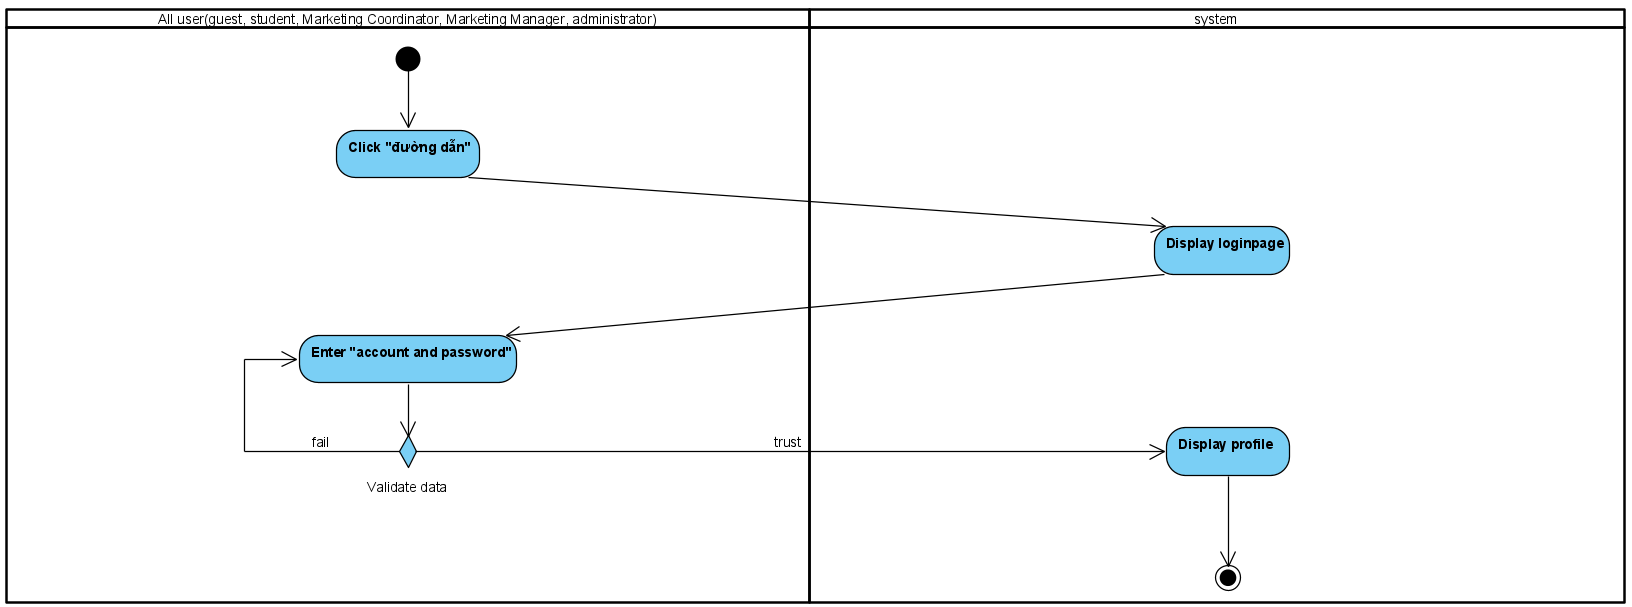 All user(guest, student, Marketing Coordinator, Marketing Manager, administrator)
system
Click "đường dẫn"
Display loginpage
Enter "account and password"
fail
trust
Display profile
Validate data